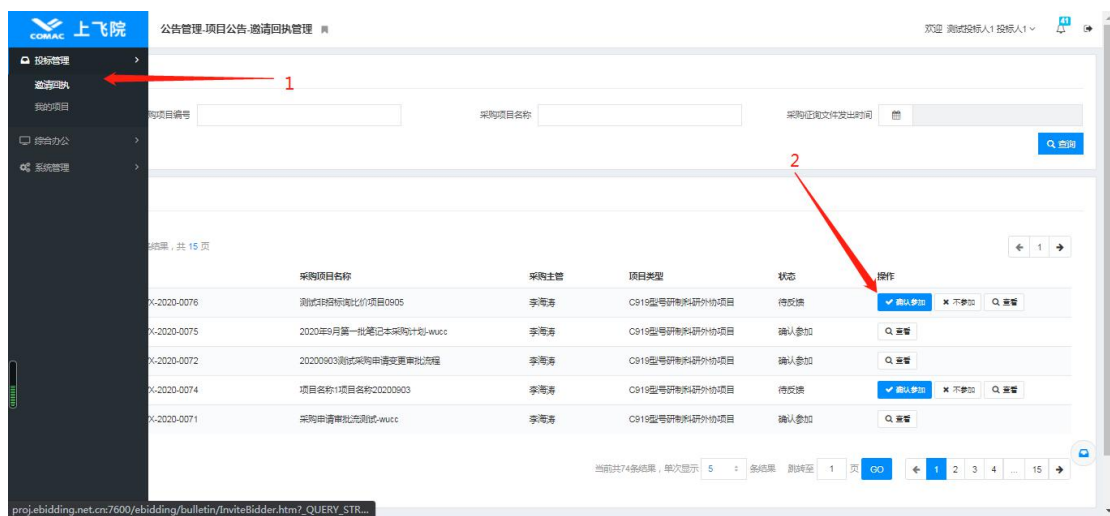 COMAC 上飞院
公告管理-项目公告-邀请回执管理
欢迎 测试投标人1 投标人1
41
投标管理
邀请回执
我的项目
综合办公
系统管理
1
购项目编号
采购项目名称
采购征询文件发出时间
查询
2
条结果，共 15 页
1
采购项目名称 采购主管 项目类型 状态 操作
X-2020-0076 测试非招标询比价项目0905 李海涛 C919型号研制科研外协项目 待反馈 确认参加 不参加 查看
X-2020-0075 2020年9月第一批笔记本采购计划-wucc 李海涛 C919型号研制科研外协项目 确认参加 查看
X-2020-0072 20200903测试采购申请变更审批流程 李海涛 C919型号研制科研外协项目 确认参加 查看
X-2020-0074 项目名称1项目名称20200903 李海涛 C919型号研制科研外协项目 待反馈 确认参加 不参加 查看
X-2020-0071 采购申请审批流测试-wucc 李海涛 C919型号研制科研外协项目 确认参加 查看
当前共74条结果，单次显示 5 条结果 跳转至 1 页 GO 1 2 3 4 ... 15
proj.ebidding.net.cn:7600/ebidding/bulletin/InviteBidder.htm?_QUERY_STR...